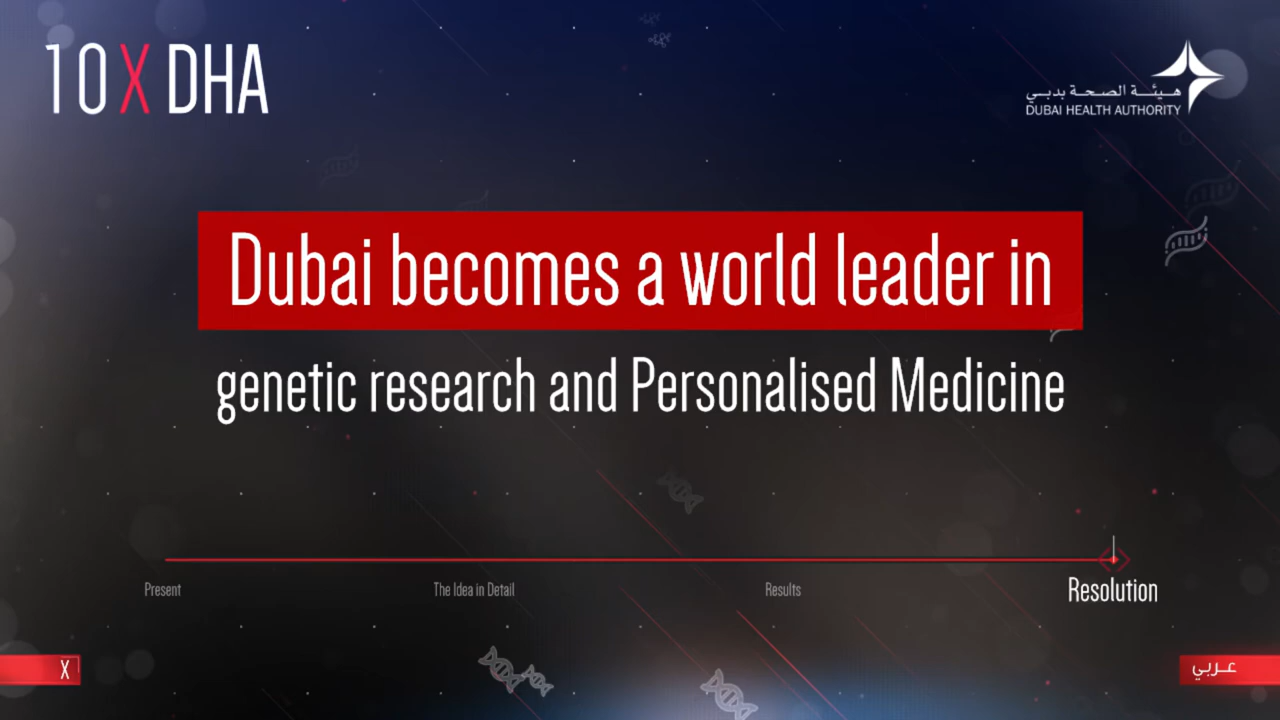 10X DHA
هيئة الصحة بدبي
DUBAI HEALTH AUTHORITY
Dubai becomes a world leader in
genetic research and Personalised Medicine
Present
The Idea in Detail
Results
Resolution
X
عربي